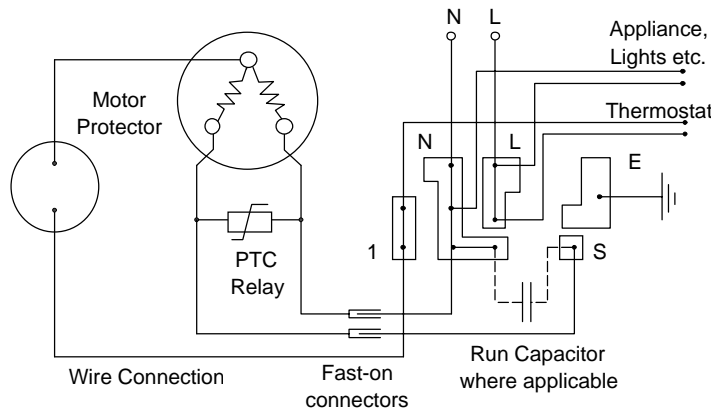 N L
Appliance,
Lights etc.
Motor
Protector
Thermostat
N L
E
1
S
PTC
Relay
Wire Connection
Fast-on
connectors
Run Capacitor
where applicable